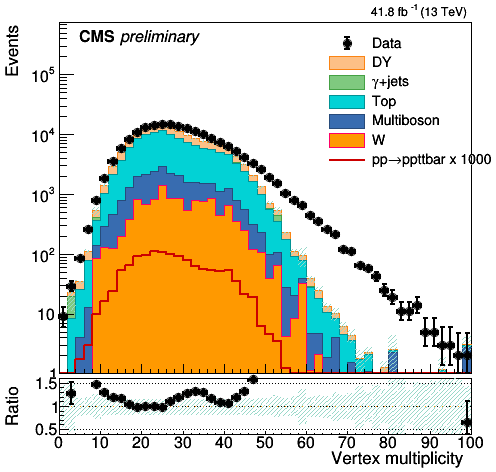 41.8 fb⁻¹ (13 TeV)
CMS preliminary
Events
Data
DY
γ+jets
Top
Multiboson
W
pp→ppttbar x 1000
10⁵
10⁴
10³
10²
10
1
Ratio
1.5
1
0.5
0 10 20 30 40 50 60 70 80 90 100
Vertex multiplicity